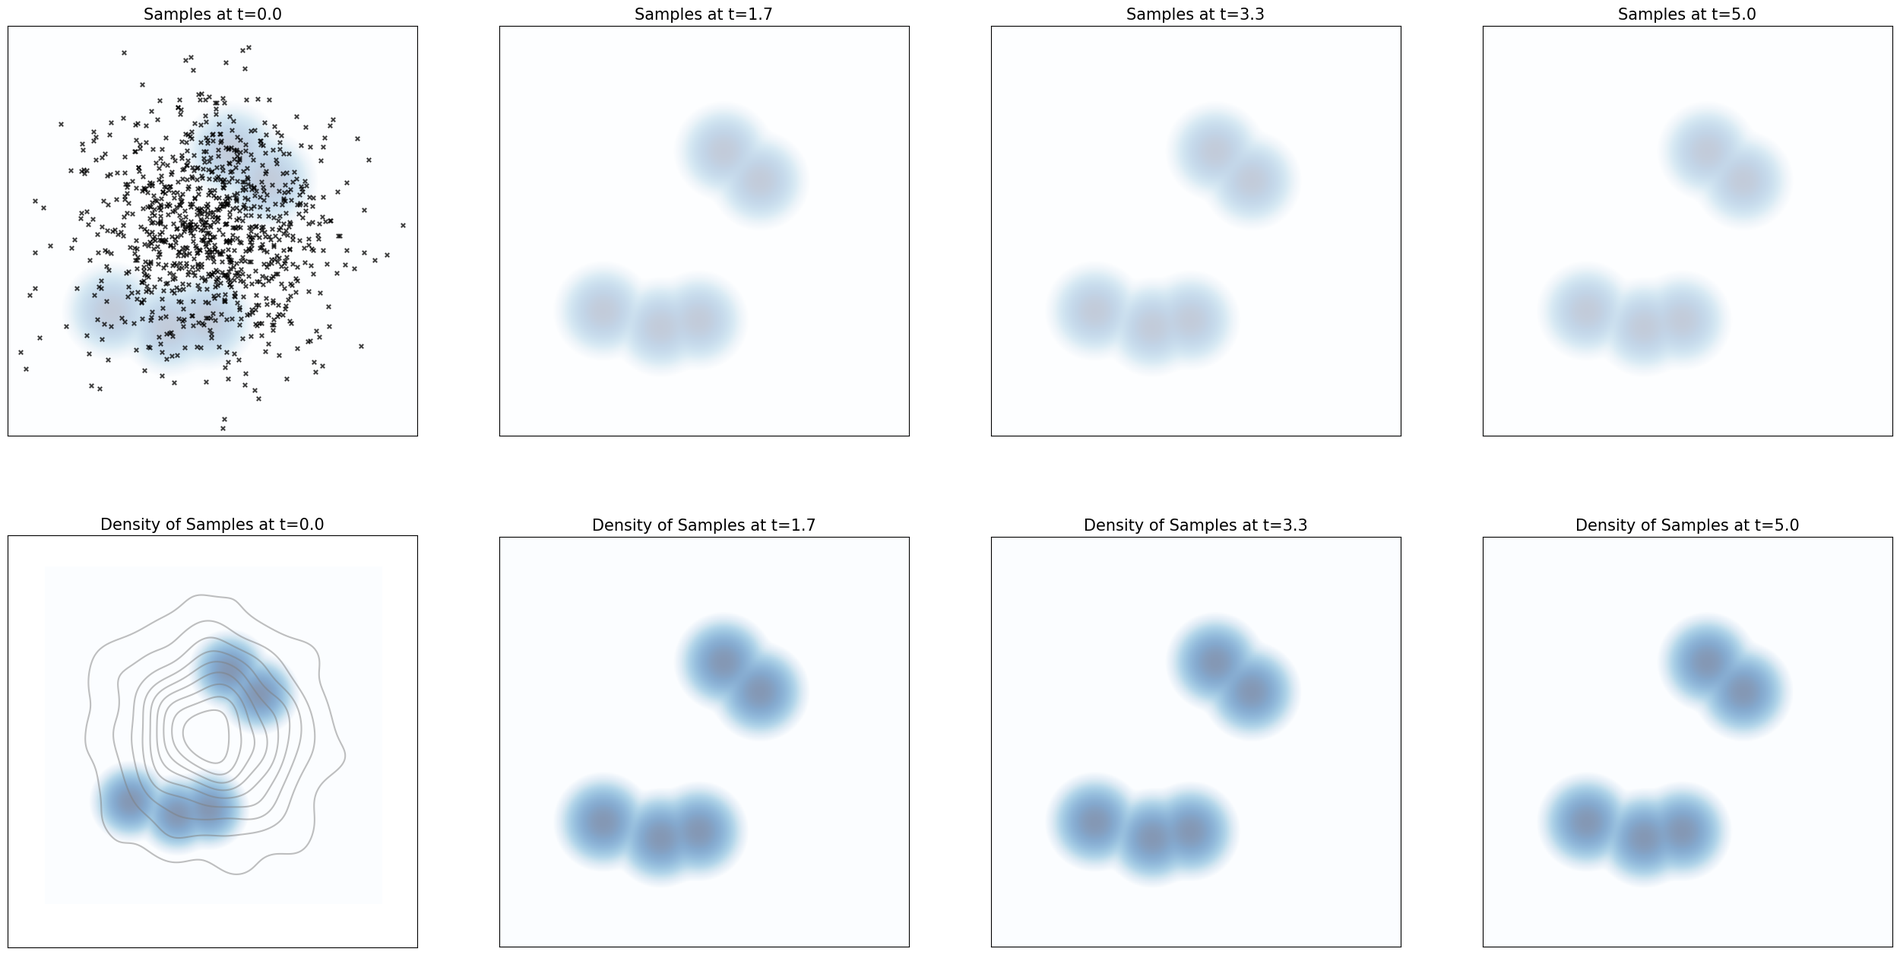 Samples at t=0.0
Samples at t=1.7
Samples at t=3.3
Samples at t=5.0
Density of Samples at t=0.0
Density of Samples at t=1.7
Density of Samples at t=3.3
Density of Samples at t=5.0